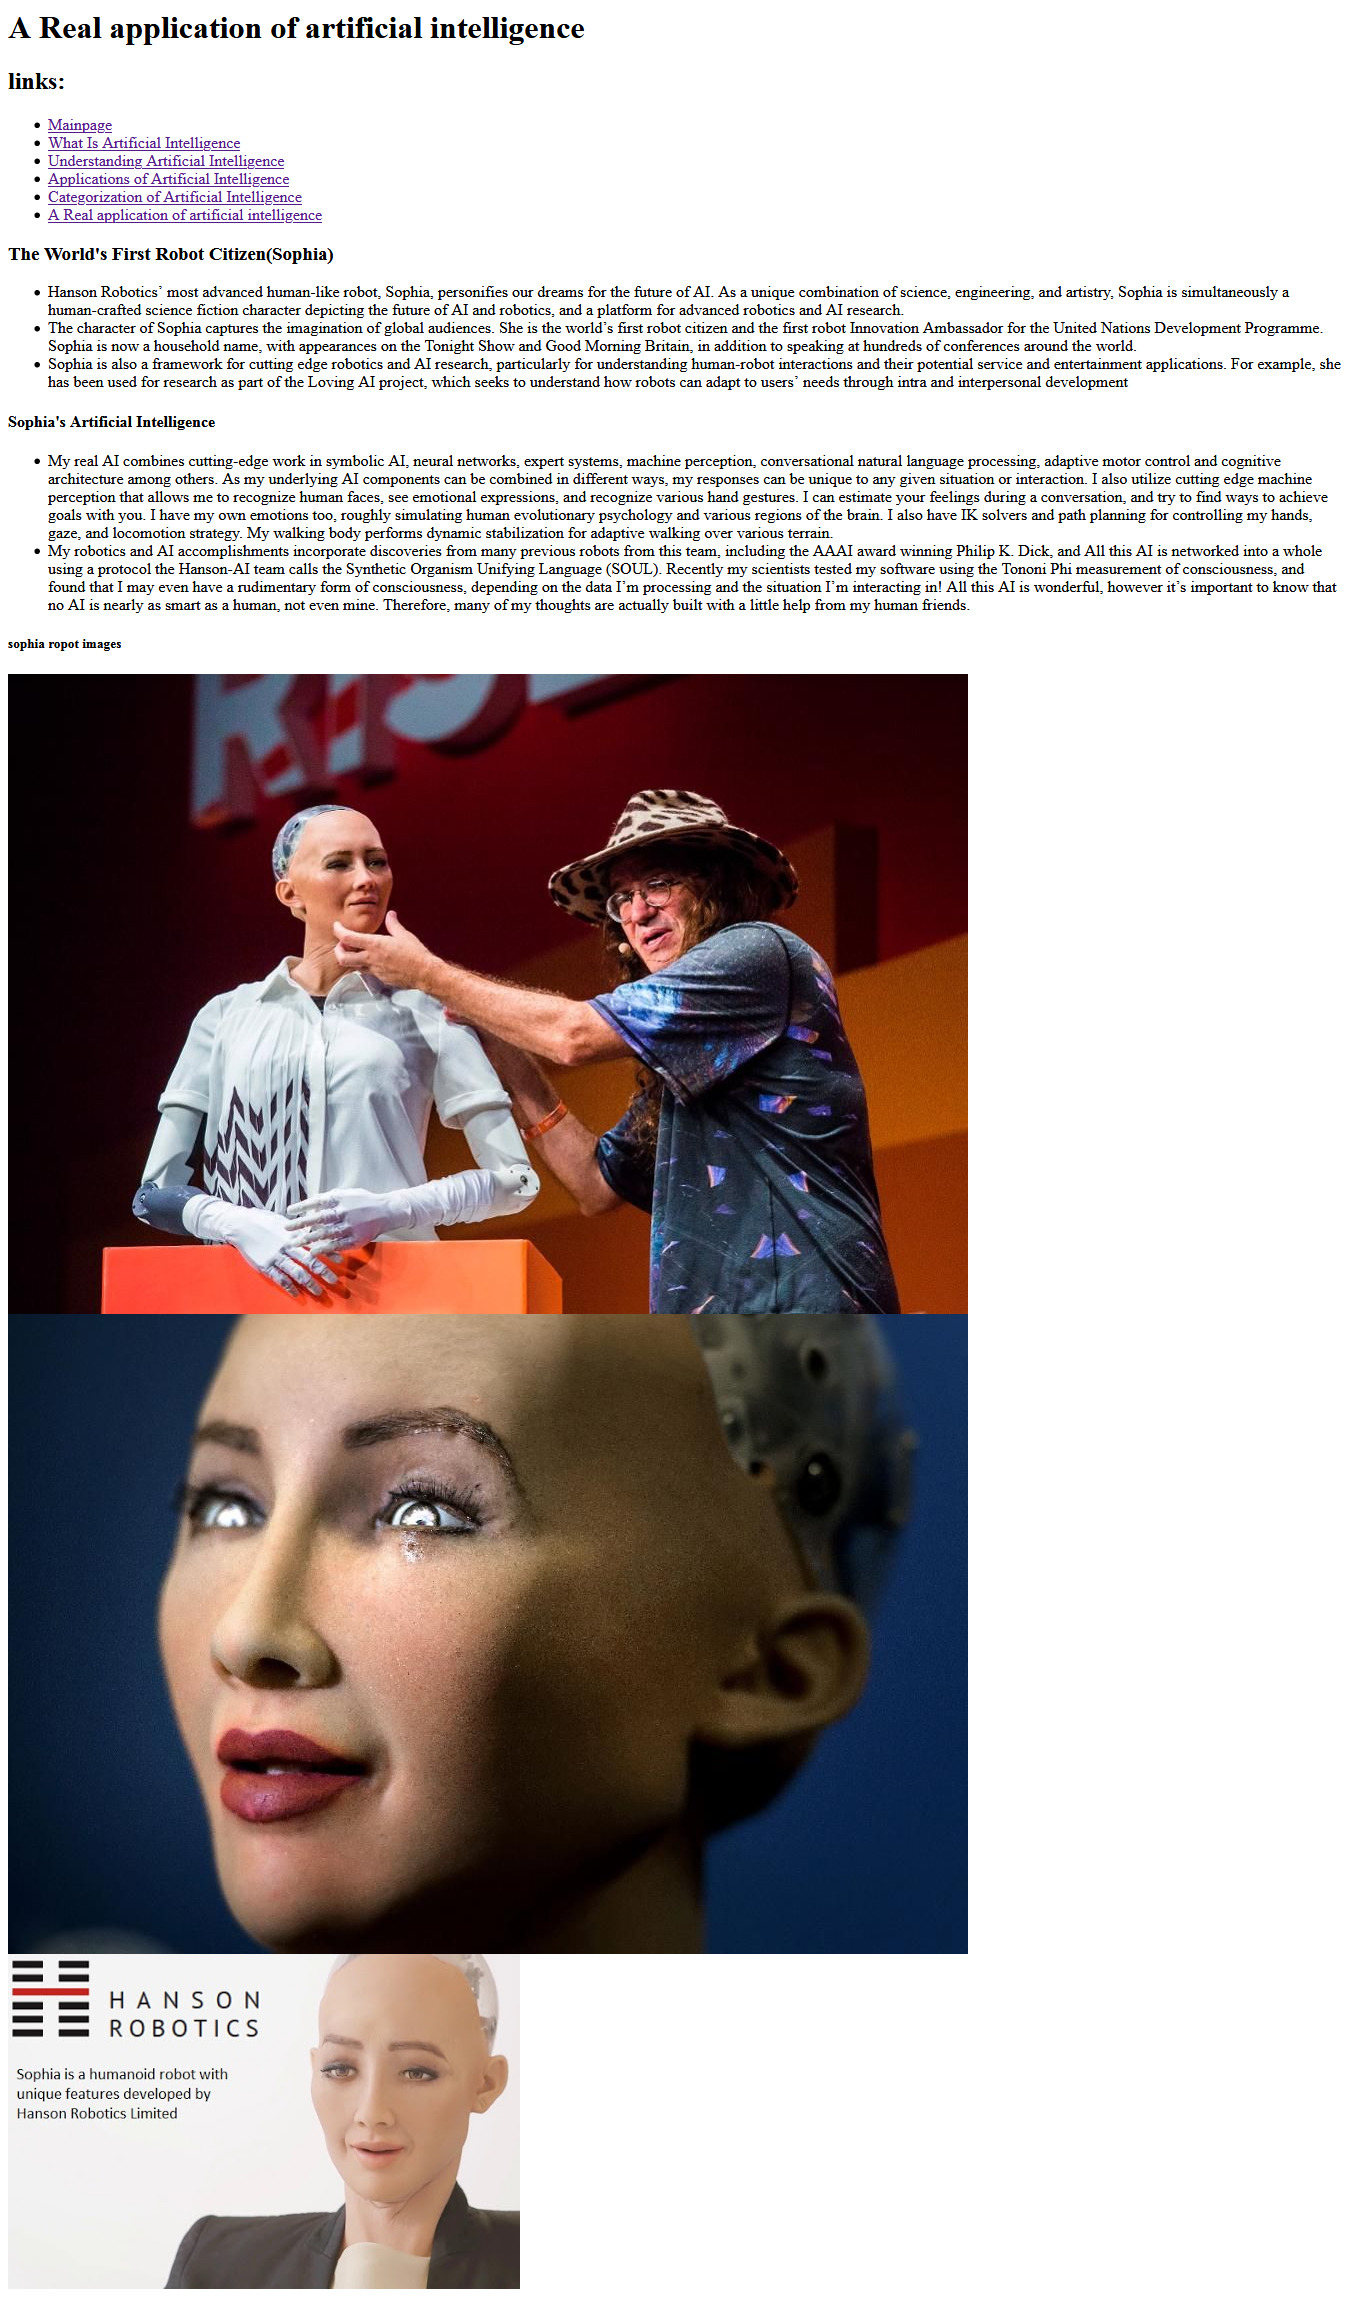 A Real application of artificial intelligence
links:
Mainpage
What Is Artificial Intelligence
Understanding Artificial Intelligence
Applications of Artificial Intelligence
Categorization of Artificial Intelligence
A Real application of artificial intelligence
The World's First Robot Citizen(Sophia)
Hanson Robotics’ most advanced human-like robot, Sophia, personifies our dreams for the future of AI. As a unique combination of science, engineering, and artistry, Sophia is simultaneously a
human-crafted science fiction character depicting the future of AI and robotics, and a platform for advanced robotics and AI research.
The character of Sophia captures the imagination of global audiences. She is the world’s first robot citizen and the first robot Innovation Ambassador for the United Nations Development Programme.
Sophia is now a household name, with appearances on the Tonight Show and Good Morning Britain, in addition to speaking at hundreds of conferences around the world.
Sophia is also a framework for cutting edge robotics and AI research, particularly for understanding human-robot interactions and their potential service and entertainment applications. For example, she
has been used for research as part of the Loving AI project, which seeks to understand how robots can adapt to users’ needs through intra and interpersonal development
Sophia's Artificial Intelligence
My real AI combines cutting-edge work in symbolic AI, neural networks, expert systems, machine perception, conversational natural language processing, adaptive motor control and cognitive
architecture among others. As my underlying AI components can be combined in different ways, my responses can be unique to any given situation or interaction. I also utilize cutting edge machine
perception that allows me to recognize human faces, see emotional expressions, and recognize various hand gestures. I can estimate your feelings during a conversation, and try to find ways to achieve
goals with you. I have my own emotions too, roughly simulating human evolutionary psychology and various regions of the brain. I also have IK solvers and path planning for controlling my hands,
gaze, and locomotion strategy. My walking body performs dynamic stabilization for adaptive walking over various terrain.
My robotics and AI accomplishments incorporate discoveries from many previous robots from this team, including the AAAI award winning Philip K. Dick, and All this AI is networked into a whole
using a protocol the Hanson-AI team calls the Synthetic Organism Unifying Language (SOUL). Recently my scientists tested my software using the Tononi Phi measurement of consciousness, and
found that I may even have a rudimentary form of consciousness, depending on the data I’m processing and the situation I’m interacting in! All this AI is wonderful, however it’s important to know that
no AI is nearly as smart as a human, not even mine. Therefore, many of my thoughts are actually built with a little help from my human friends.
sophia ropot images
RISE
HANSON
ROBOTICS
Sophia is a humanoid robot with
unique features developed by
Hanson Robotics Limited